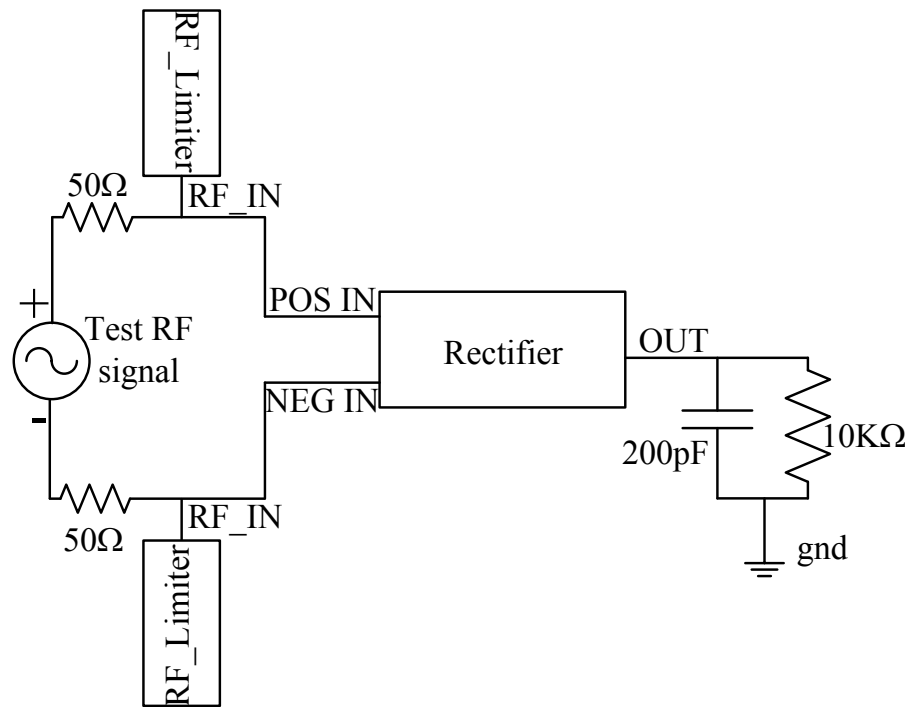 RF_Limiter
50Ω
RF_IN
POS IN
+
Test RF
signal
Rectifier
OUT
-
NEG IN
200pF
10KΩ
50Ω
RF_IN
gnd
RF_Limiter